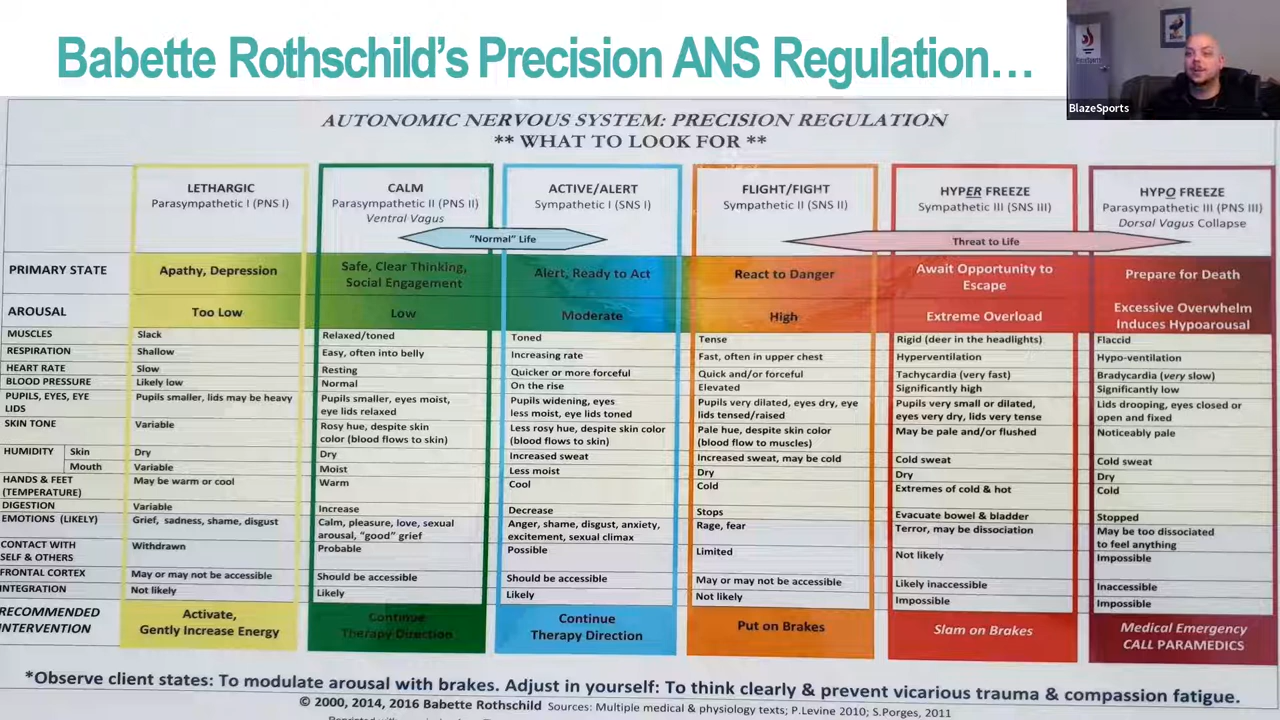 Babette Rothschild's Precision ANS Regulation…
BlazeSports
AUTONOMIC NERVOUS SYSTEM: PRECISION REGULATION
** WHAT TO LOOK FOR **
LETHARGIC
Parasympathetic I (PNS I)
CALM
Parasympathetic II (PNS II)
Ventral Vagus
ACTIVE/ALERT
Sympathetic I (SNS I)
FLIGHT/FIGHT
Sympathetic II (SNS II)
HYPER FREEZE
Sympathetic III (SNS III)
HYPO FREEZE
Parasympathetic III (PNS III)
Dorsal Vagus Collapse
"Normal" Life
Threat to Life
PRIMARY STATE
Apathy, Depression
Safe, Clear Thinking,
Social Engagement
Alert, Ready to Act
React to Danger
Await Opportunity to
Escape
Prepare for Death
AROUSAL
Too Low
Low
Moderate
High
Extreme Overload
Excessive Overwhelm
Induces Hypoarousal
MUSCLES
Slack
Relaxed/toned
Toned
Tense
Rigid (deer in the headlights)
Flaccid
RESPIRATION
Shallow
Easy, often into belly
Increasing rate
Fast, often in upper chest
Hyperventilation
Hypo-ventilation
HEART RATE
Slow
Resting
Quicker or more forceful
Quick and/or forceful
Tachycardia (very fast)
Bradycardia (very slow)
BLOOD PRESSURE
Likely low
Normal
On the rise
Elevated
Significantly high
Significantly low
PUPILS, EYES, EYE
LIDS
Pupils smaller, lids may be heavy
Pupils smaller, eyes moist,
eye lids relaxed
Pupils widening, eyes
less moist, eye lids toned
Pupils very dilated, eyes dry, eye
lids tensed/raised
Pupils very small or dilated,
eyes very dry, lids very tense
Lids drooping, eyes closed or
open and fixed
SKIN TONE
Variable
Rosy hue, despite skin
color (blood flows to skin)
Less rosy hue, despite skin color
(blood flows to skin)
Pale hue, despite skin color
(blood flow to muscles)
May be pale and/or flushed
Noticeably pale
HUMIDITY
Skin
Dry
Dry
Increased sweat
Increased sweat, may be cold
Cold sweat
Cold sweat
Mouth
Variable
Moist
Less moist
Dry
Dry
Dry
HANDS & FEET
(TEMPERATURE)
May be warm or cool
Warm
Cool
Cold
Extremes of cold & hot
Cold
DIGESTION
Variable
Increase
Decrease
Stops
Evacuate bowel & bladder
Stopped
EMOTIONS (LIKELY)
Grief, sadness, shame, disgust
Calm, pleasure, love, sexual
arousal, "good" grief
Anger, shame, disgust, anxiety,
excitement, sexual climax
Rage, fear
Terror, may be dissociation
May be too dissociated
to feel anything
CONTACT WITH
SELF & OTHERS
Withdrawn
Probable
Possible
Limited
Not likely
Impossible
FRONTAL CORTEX
May or may not be accessible
Should be accessible
Should be accessible
May or may not be accessible
Likely inaccessible
Inaccessible
INTEGRATION
Not likely
Likely
Likely
Not likely
Impossible
Impossible
RECOMMENDED
INTERVENTION
Activate,
Gently Increase Energy
Continue
Therapy Direction
Continue
Therapy Direction
Put on Brakes
Slam on Brakes
Medical Emergency
CALL PARAMEDICS
*Observe client states: To modulate arousal with brakes. Adjust in yourself: To think clearly & prevent vicarious trauma & compassion fatigue.
© 2000, 2014, 2016 Babette Rothschild Sources: Multiple medical & physiology texts; P.Levine 2010; S.Porges, 2011